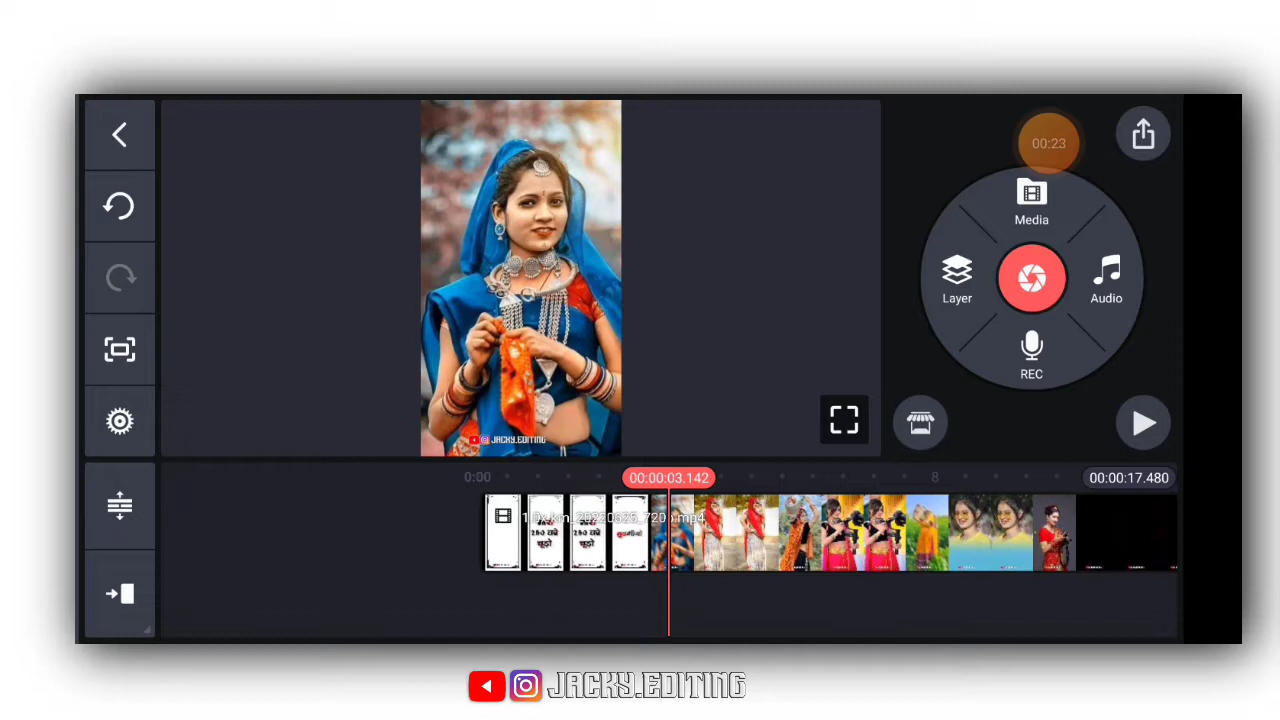 00:23
Media
Layer
Audio
REC
JACKY.EDITING
0:00
00:00:03.142
8
00:00:17.480
JACKY.EDITING